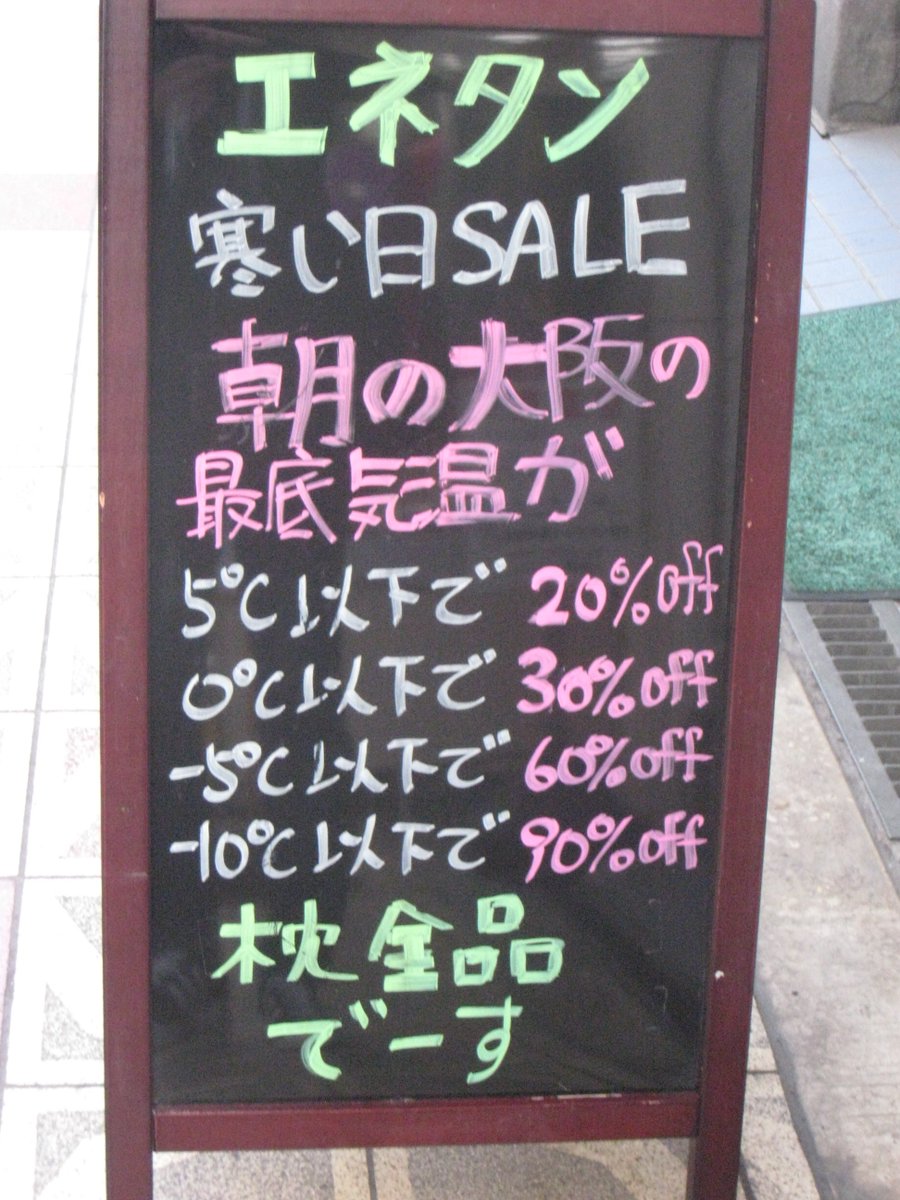 エネタン
寒い日SALE
朝の大阪の
最底気温が
5℃以下で 20%off
0℃以下で 30%off
-5℃以下で 60%off
-10℃以下で 90%off
枕全品
でーす